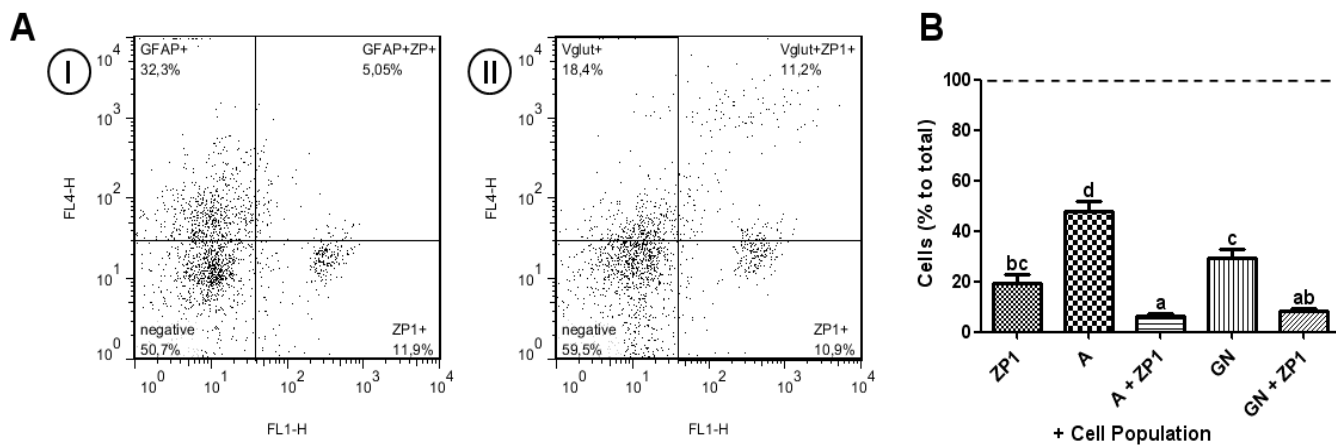 A
I
GFAP+
32,3%
GFAP+ZP+
5,05%
negative
50,7%
ZP1+
11,9%
FL4-H
10^4
10^3
10^2
10^1
10^0
10^0 10^1 10^2 10^3 10^4
FL1-H
II
Vglut+
18,4%
Vglut+ZP1+
11,2%
negative
59,5%
ZP1+
10,9%
FL4-H
10^4
10^3
10^2
10^1
10^0
10^0 10^1 10^2 10^3 10^4
FL1-H
B
Cells (% to total)
100
80
60
40
20
0
bc
d
a
c
ab
ZP1
A
A + ZP1
GN
GN + ZP1
+ Cell Population